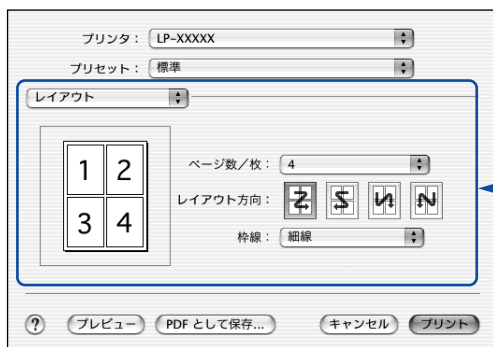 プリンタ： LP-XXXXX
プリセット： 標準
レイアウト
1 2
3 4
ページ数／枚： 4
レイアウト方向：
枠線： 細線
? プレビュー PDF として保存... キャンセル プリント